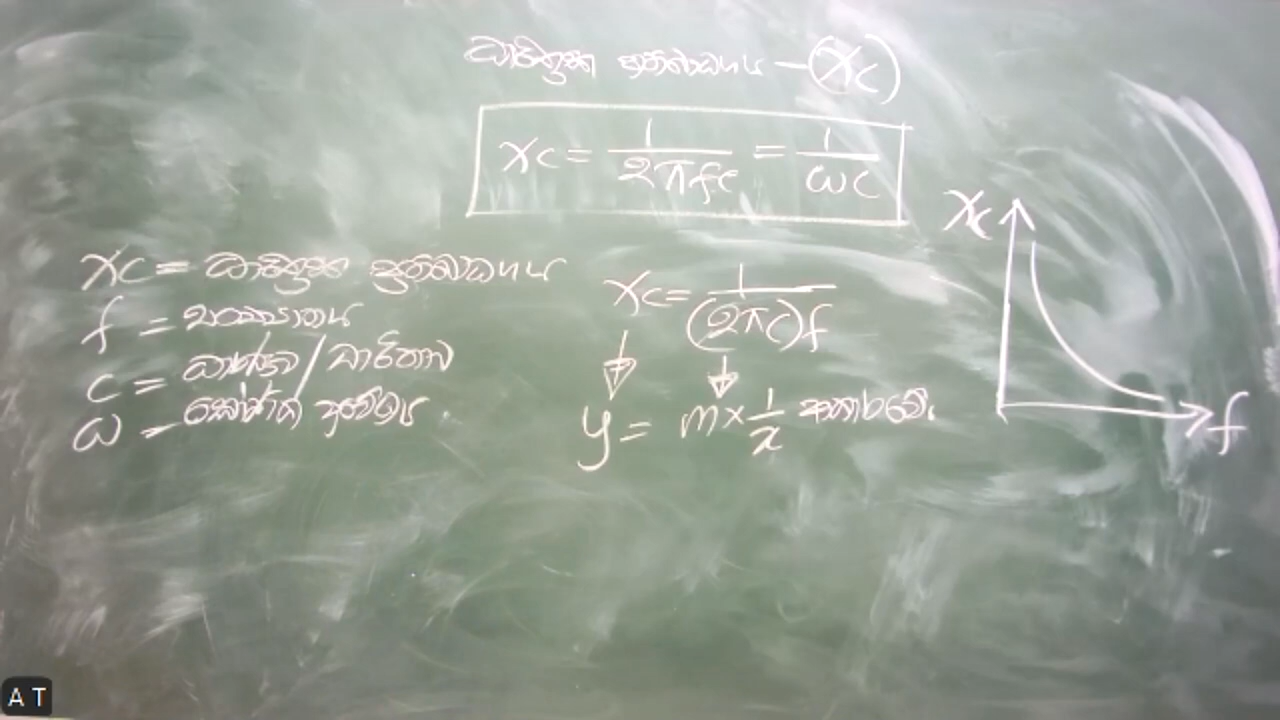 ධාරිත්‍රක ප්‍රතිබාධනය – (Xc)
Xc = 1/2πfc = 1/ωc
Xc = ධාරිත්‍රක ප්‍රතිබාධනය
f = සංඛ්‍යාතය
c = / ධාරිතාව
ω = කෝණික ප්‍රවේගය
Xc = 1/(2πc)f
y = m × 1/x ආකාරවේ.
Xc
f
A T